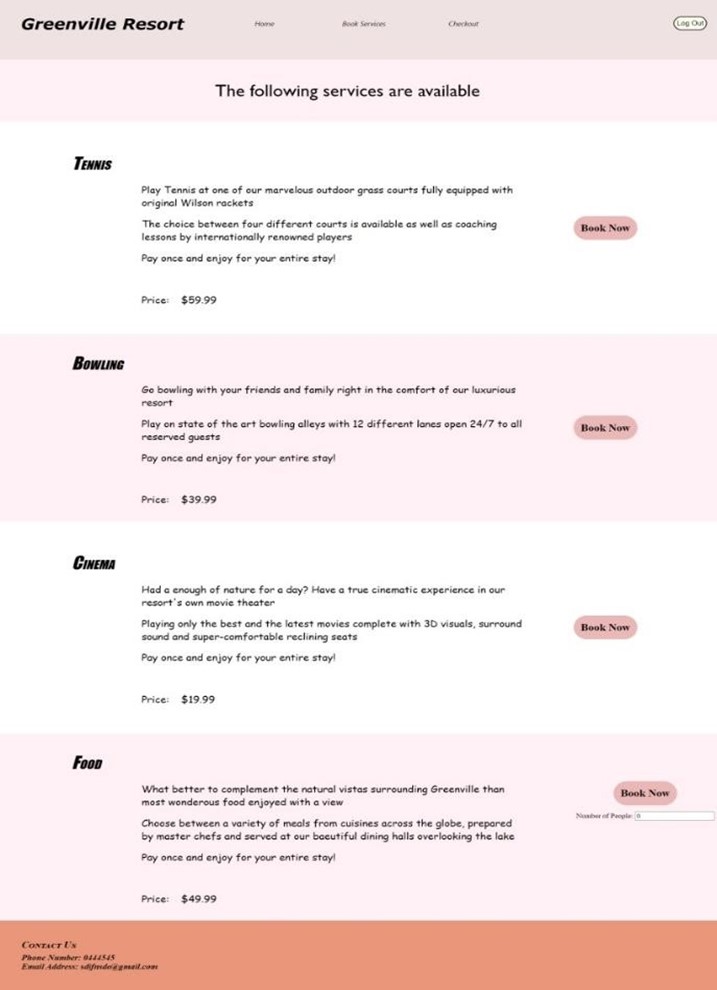 Greenville Resort
Home
Book Services
Checkout
Log Out
The following services are available
TENNIS
Play Tennis at one of our marvelous outdoor grass courts fully equipped with
original Wilson rackets
The choice between four different courts is available as well as coaching
lessons by internationally renowned players
Pay once and enjoy for your entire stay!
Book Now
Price: $59.99
BOWLING
Go bowling with your friends and family right in the comfort of our luxurious
resort
Play on state of the art bowling alleys with 12 different lanes open 24/7 to all
reserved guests
Pay once and enjoy for your entire stay!
Book Now
Price: $39.99
CINEMA
Had a enough of nature for a day? Have a true cinematic experience in our
resort's own movie theater
Playing only the best and the latest movies complete with 3D visuals, surround
sound and super-comfortable reclining seats
Pay once and enjoy for your entire stay!
Book Now
Price: $19.99
FOOD
What better to complement the natural vistas surrounding Greenville than
most wonderous food enjoyed with a view
Choose between a variety of meals from cuisines across the globe, prepared
by master chefs and served at our baeutiful dining halls overlooking the lake
Pay once and enjoy for your entire stay!
Book Now
Number of People:
Price: $49.99
CONTACT US
Phone Number: 0444545
Email Address: